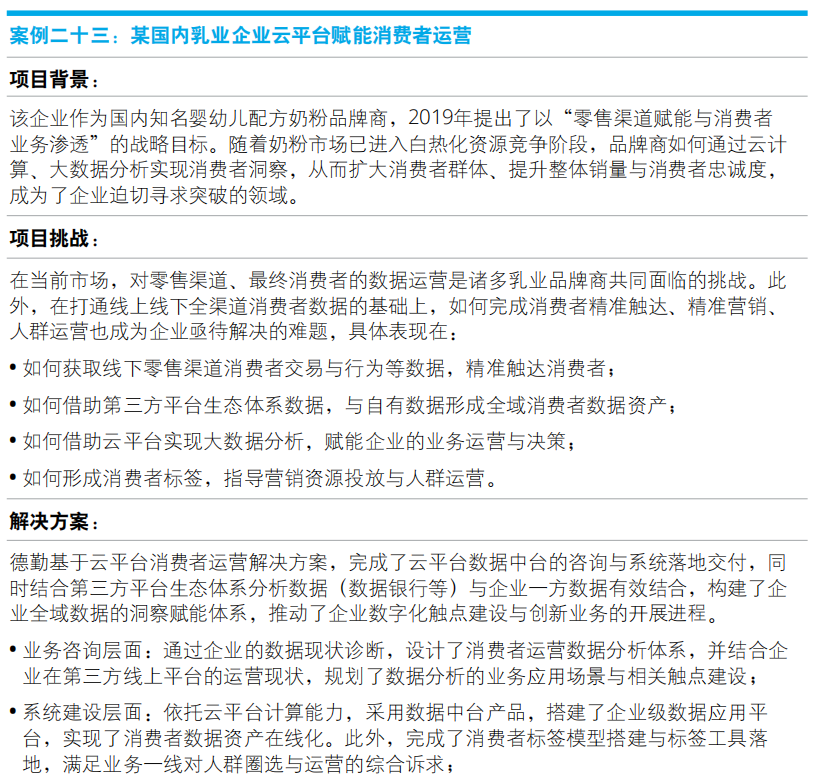 案例二十三：某国内乳业企业云平台赋能消费者运营
项目背景：
该企业作为国内知名婴幼儿配方奶粉品牌商，2019年提出了以“零售渠道赋能与消费者
业务渗透”的战略目标。随着奶粉市场已进入白热化资源竞争阶段，品牌商如何通过云计
算、大数据分析实现消费者洞察，从而扩大消费者群体、提升整体销量与消费者忠诚度，
成为了企业迫切寻求突破的领域。
项目挑战：
在当前市场，对零售渠道、最终消费者的数据运营是诸多乳业品牌商共同面临的挑战。此
外，在打通线上线下全渠道消费者数据的基础上，如何完成消费者精准触达、精准营销、
人群运营也成为企业亟待解决的难题，具体表现在：
• 如何获取线下零售渠道消费者交易与行为等数据，精准触达消费者；
• 如何借助第三方平台生态体系数据，与自有数据形成全域消费者数据资产；
• 如何借助云平台实现大数据分析，赋能企业的业务运营与决策；
• 如何形成消费者标签，指导营销资源投放与人群运营。
解决方案：
德勤基于云平台消费者运营解决方案，完成了云平台数据中台的咨询与系统落地交付，同
时结合第三方平台生态体系分析数据（数据银行等）与企业一方数据有效结合，构建了企
业全域数据的洞察赋能体系，推动了企业数字化触点建设与创新业务的开展进程。
• 业务咨询层面：通过企业的数据现状诊断，设计了消费者运营数据分析体系，并结合企
业在第三方线上平台的运营现状，规划了数据分析的业务应用场景与相关触点建设；
• 系统建设层面：依托云平台计算能力，采用数据中台产品，搭建了企业级数据应用平
台，实现了消费者数据资产在线化。此外，完成了消费者标签模型搭建与标签工具落
地，满足业务一线对人群圈选与运营的综合诉求；